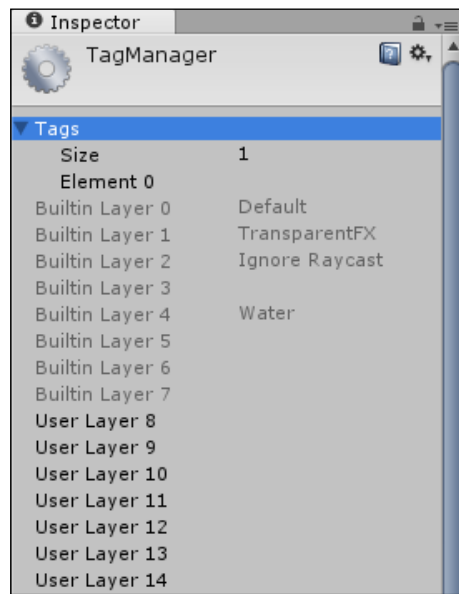 Inspector
TagManager
Tags
Size 1
Element 0
Builtin Layer 0 Default
Builtin Layer 1 TransparentFX
Builtin Layer 2 Ignore Raycast
Builtin Layer 3
Builtin Layer 4 Water
Builtin Layer 5
Builtin Layer 6
Builtin Layer 7
User Layer 8
User Layer 9
User Layer 10
User Layer 11
User Layer 12
User Layer 13
User Layer 14